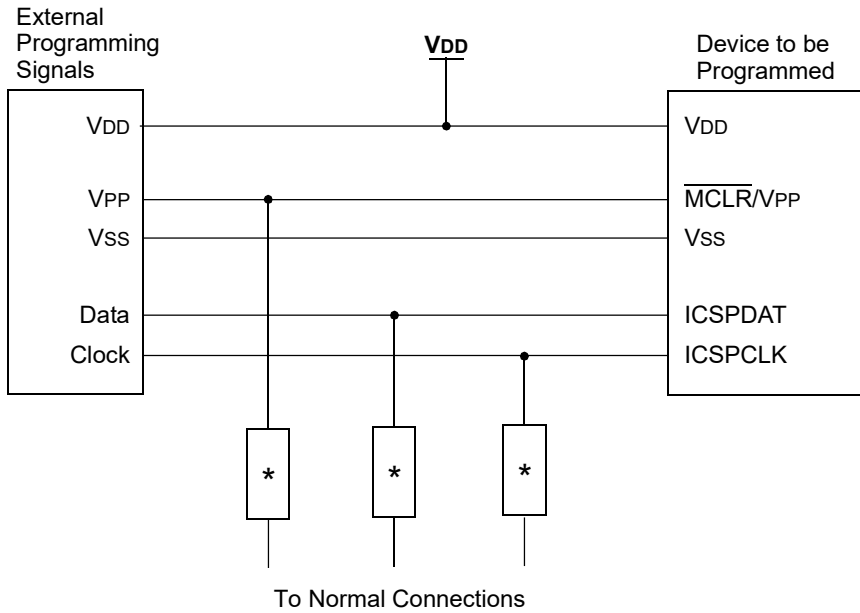 External
Programming
Signals
VDD
Device to be
Programmed
VDD
VDD
VPP
MCLR/VPP
VSS
VSS
Data
ICSPDAT
Clock
ICSPCLK
*
*
*
To Normal Connections